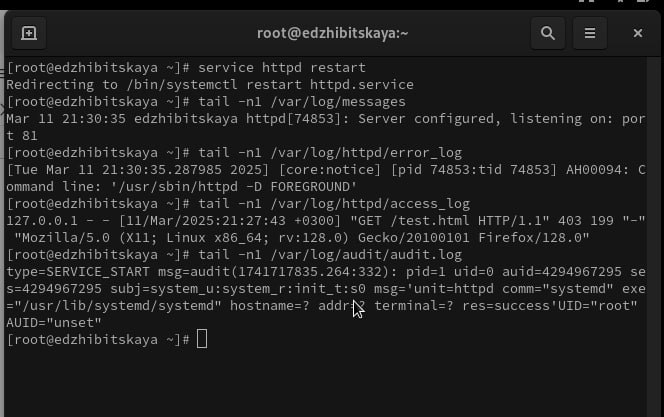 root@edzhibitskaya:~
[root@edzhibitskaya ~]# service httpd restart
Redirecting to /bin/systemctl restart httpd.service
[root@edzhibitskaya ~]# tail -n1 /var/log/messages
Mar 11 21:30:35 edzhibitskaya httpd[74853]: Server configured, listening on: por
t 81
[root@edzhibitskaya ~]# tail -n1 /var/log/httpd/error_log
[Tue Mar 11 21:30:35.287985 2025] [core:notice] [pid 74853:tid 74853] AH00094: C
ommand line: '/usr/sbin/httpd -D FOREGROUND'
[root@edzhibitskaya ~]# tail -n1 /var/log/httpd/access_log
127.0.0.1 - - [11/Mar/2025:21:27:43 +0300] "GET /test.html HTTP/1.1" 403 199 "-"
"Mozilla/5.0 (X11; Linux x86_64; rv:128.0) Gecko/20100101 Firefox/128.0"
[root@edzhibitskaya ~]# tail -n1 /var/log/audit/audit.log
type=SERVICE_START msg=audit(1741717835.264:332): pid=1 uid=0 auid=4294967295 se
s=4294967295 subj=system_u:system_r:init_t:s0 msg='unit=httpd comm="systemd" exe
="/usr/lib/systemd/systemd" hostname=? addr=? terminal=? res=success'UID="root"
AUID="unset"
[root@edzhibitskaya ~]#